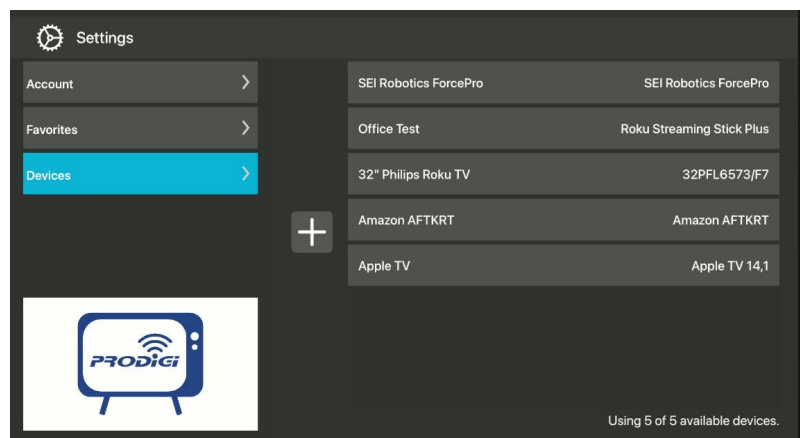 Settings
Account
Favorites
Devices
SEI Robotics ForcePro SEI Robotics ForcePro
Office Test Roku Streaming Stick Plus
32" Philips Roku TV 32PFL6573/F7
Amazon AFTKRT Amazon AFTKRT
Apple TV Apple TV 14,1
PRODiGi
Using 5 of 5 available devices.